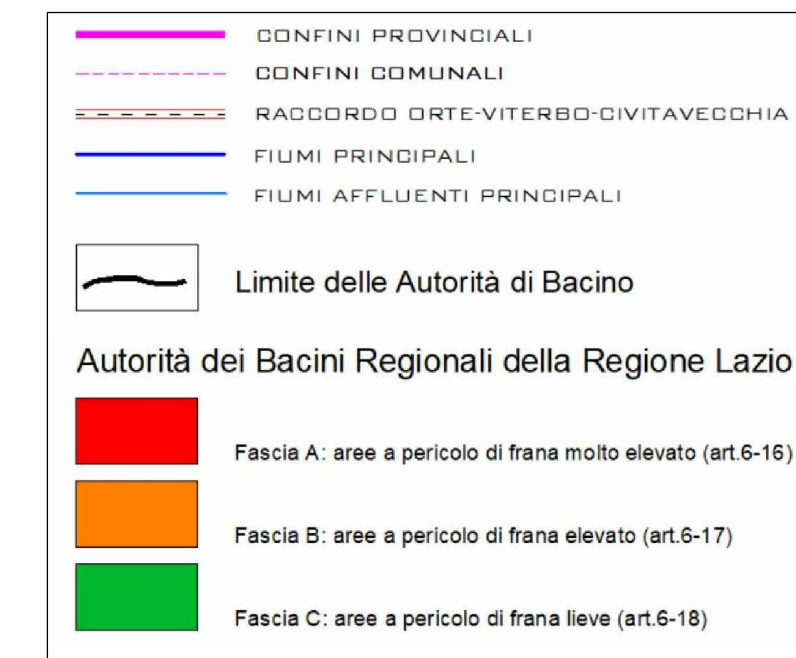 CONFINI PROVINCIALI
CONFINI COMUNALI
RACCORDO ORTE-VITERBO-CIVITAVECCHIA
FIUMI PRINCIPALI
FIUMI AFFLUENTI PRINCIPALI
Limite delle Autorità di Bacino
Autorità dei Bacini Regionali della Regione Lazio
Fascia A: aree a pericolo di frana molto elevato (art.6-16)
Fascia B: aree a pericolo di frana elevato (art.6-17)
Fascia C: aree a pericolo di frana lieve (art.6-18)